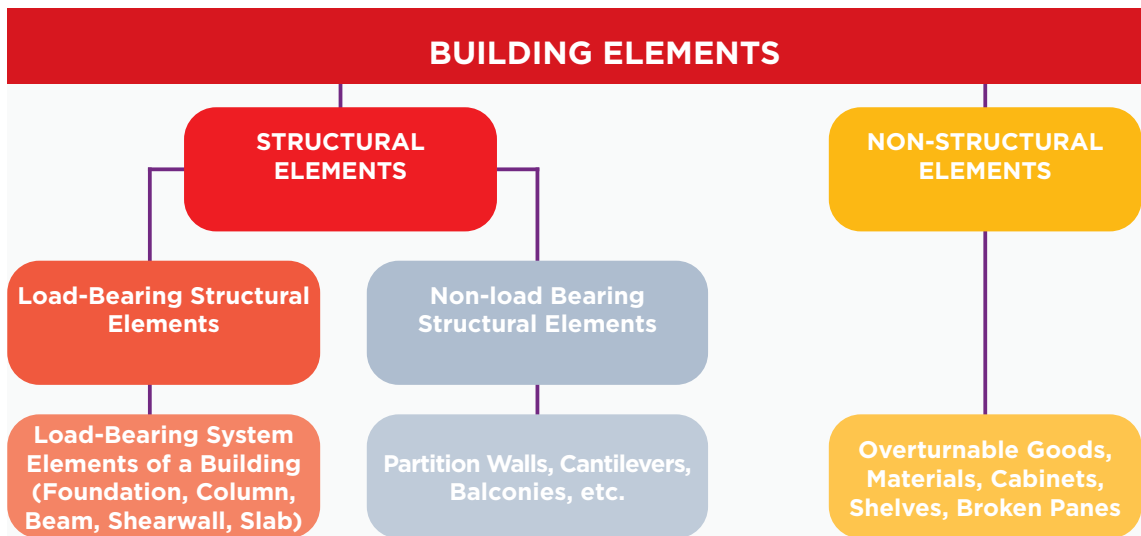 BUILDING ELEMENTS
STRUCTURAL
ELEMENTS
NON-STRUCTURAL
ELEMENTS
Load-Bearing Structural
Elements
Non-load Bearing
Structural Elements
Load-Bearing System
Elements of a Building
(Foundation, Column,
Beam, Shearwall, Slab)
Partition Walls, Cantilevers,
Balconies, etc.
Overturnable Goods,
Materials, Cabinets,
Shelves, Broken Panes